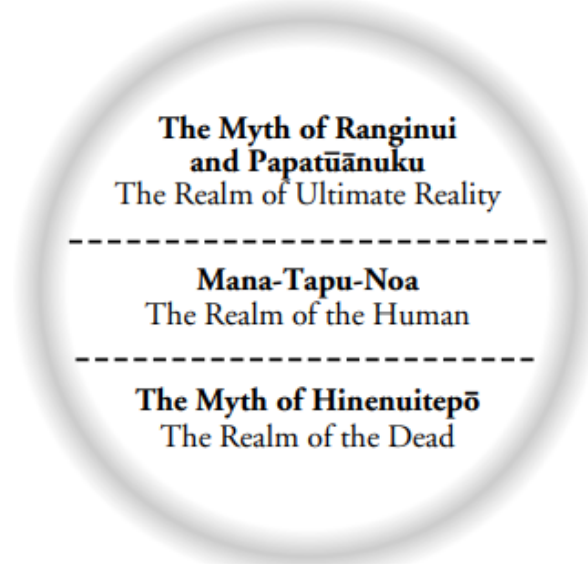 The Myth of Ranginui
and Papatūānuku
The Realm of Ultimate Reality
Mana-Tapu-Noa
The Realm of the Human
The Myth of Hinenuitepō
The Realm of the Dead